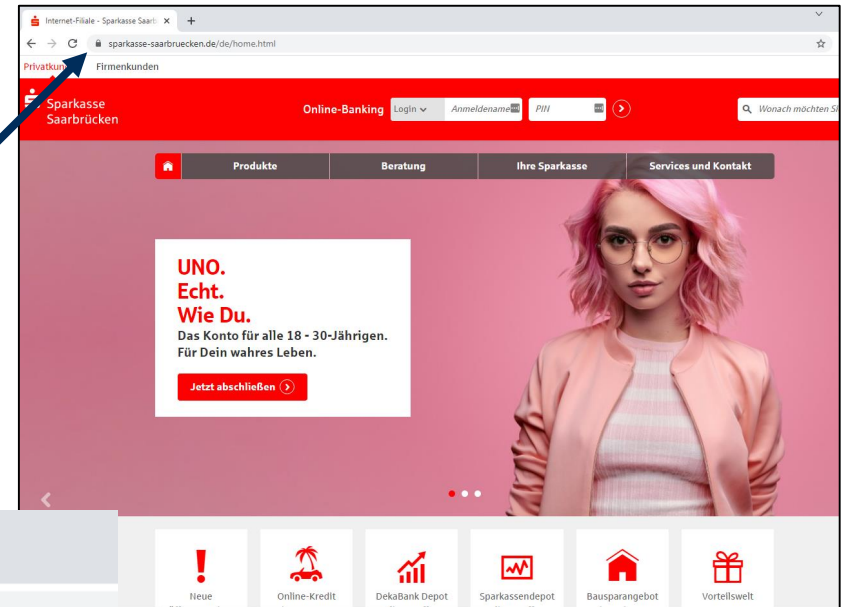 Internet-Filiale - Sparkasse Saarb
sparkasse-saarbruecken.de/de/home.html
Firmenkunden
Sparkasse
Saarbrücken
Online-Banking Login Anmeldename PIN Wonach möchten
Produkte Beratung Ihre Sparkasse Services und Kontakt
UNO.
Echt.
Wie Du.
Das Konto für alle 18 - 30-Jährigen.
Für Dein wahres Leben.
Jetzt abschließen
Neue Online-Kredit DekaBank Depot Sparkassendepot Bausparangebot Vorteilswelt